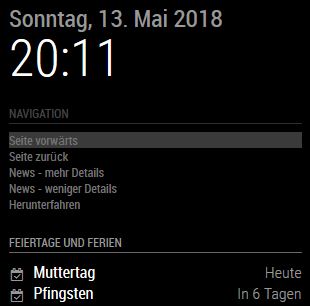 Sonntag, 13. Mai 2018
20:11
NAVIGATION
Seite vorwärts
Seite zurück
News - mehr Details
News - weniger Details
Herunterfahren
FEIERTAGE UND FERIEN
Muttertag Heute
Pfingsten In 6 Tagen